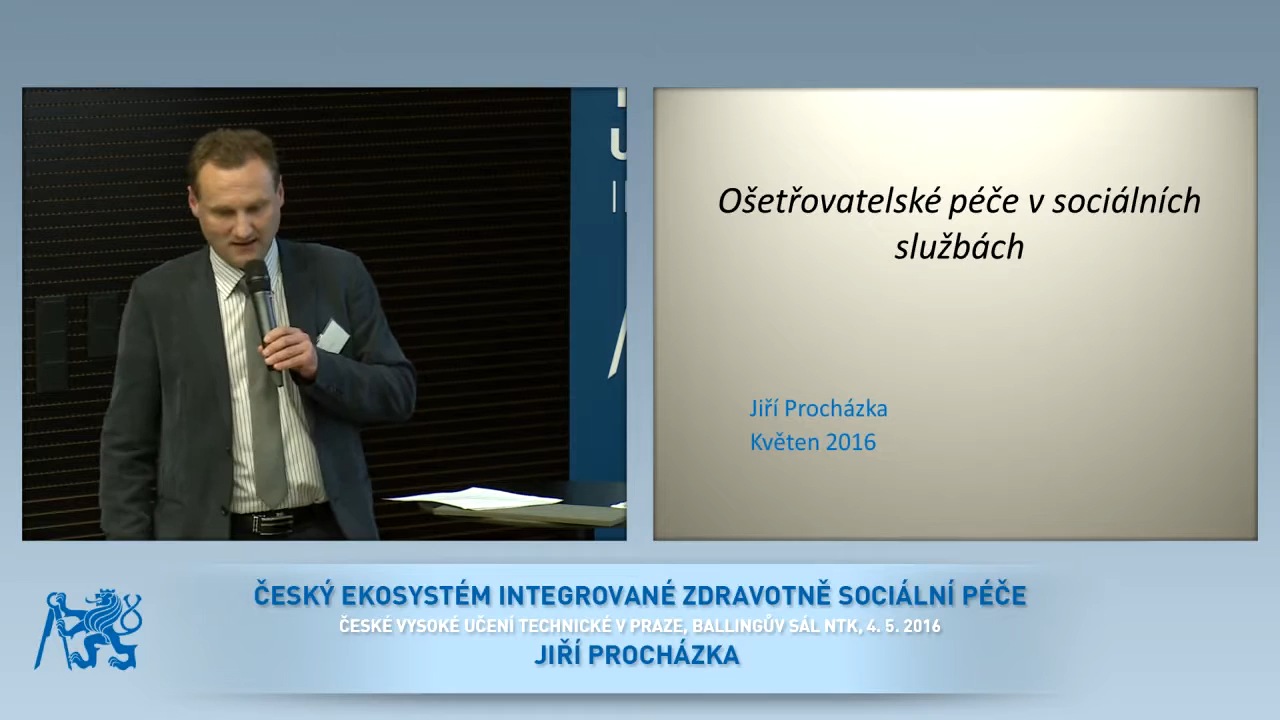 Ošetřovatelské péče v sociálních
službách
Jiří Procházka
Květen 2016
ČESKÝ EKOSYSTÉM INTEGROVANÉ ZDRAVOTNĚ SOCIÁLNÍ PÉČE
ČESKÉ VYSOKÉ UČENÍ TECHNICKÉ V PRAZE, BALLINGŮV SÁL NTK, 4. 5. 2016
JIŘÍ PROCHÁZKA